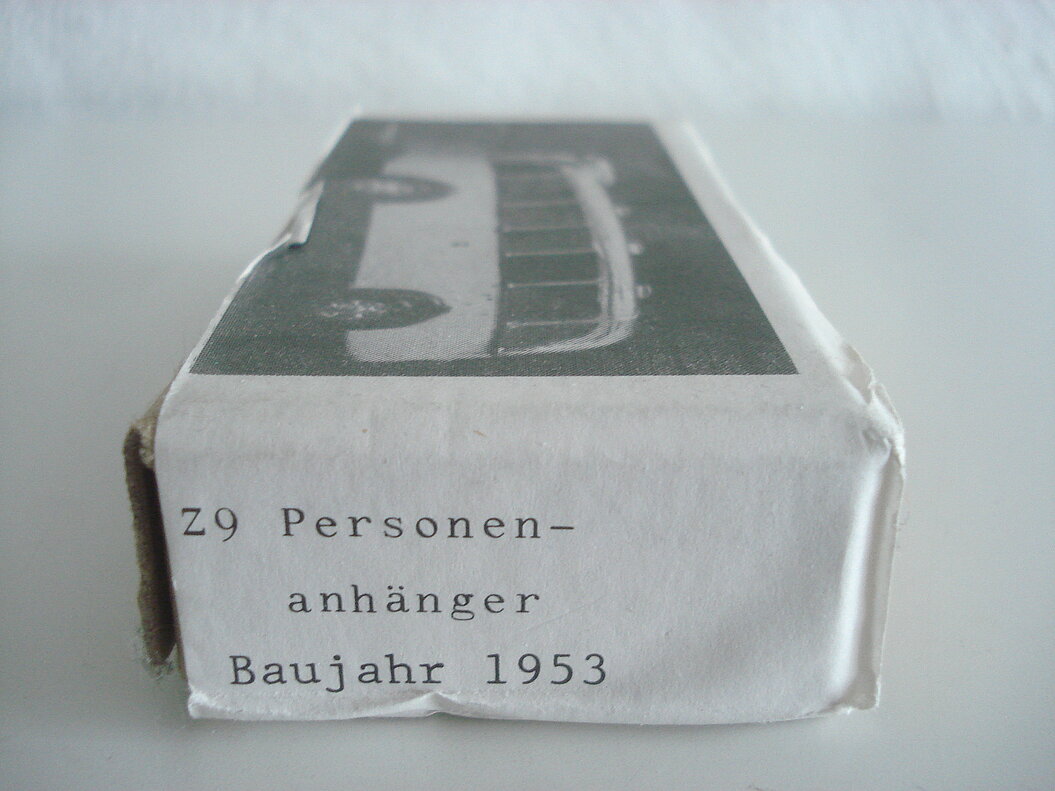 Z9 Personen-
anhänger
Baujahr 1953